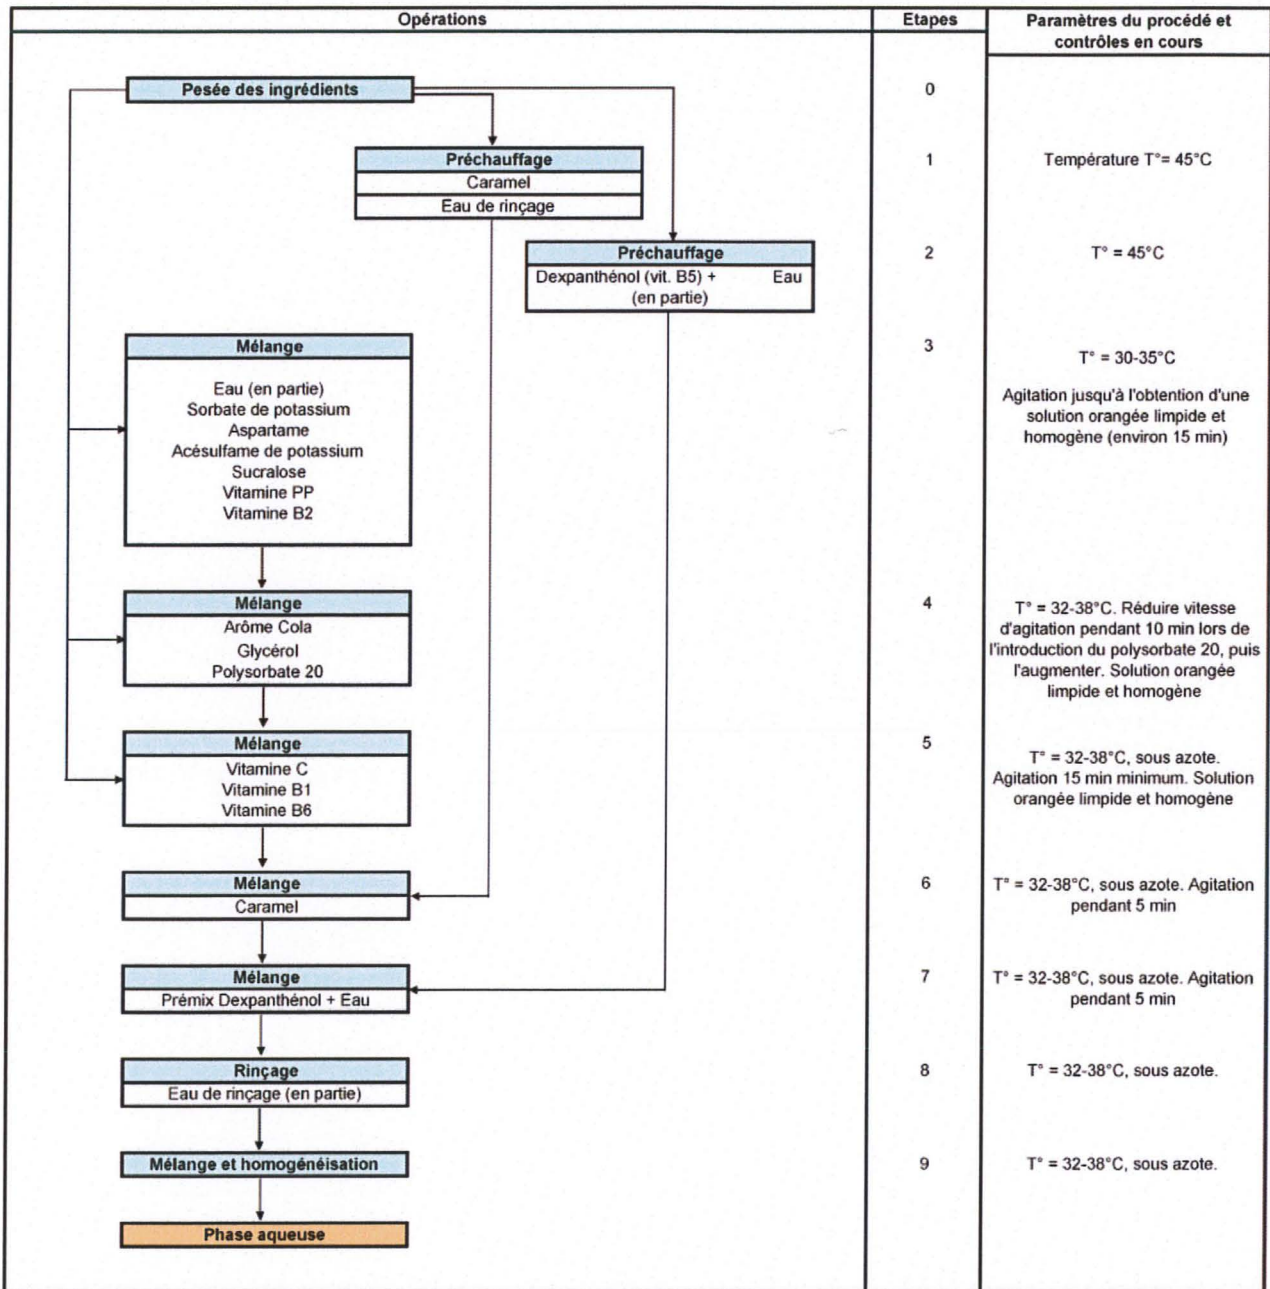 Opérations
Etapes
Paramètres du procédé et
contrôles en cours
Pesée des ingrédients
0
Préchauffage
Caramel
Eau de rinçage
1
Température T°= 45°C
Préchauffage
Dexpanthénol (vit. B5) + Eau
(en partie)
2
T° = 45°C
Mélange
Eau (en partie)
Sorbate de potassium
Aspartame
Acésulfame de potassium
Sucralose
Vitamine PP
Vitamine B2
3
T° = 30-35°C
Agitation jusqu'à l'obtention d'une
solution orangée limpide et
homogène (environ 15 min)
Mélange
Arôme Cola
Glycérol
Polysorbate 20
4
T° = 32-38°C. Réduire vitesse
d'agitation pendant 10 min lors de
l'introduction du polysorbate 20, puis
l'augmenter. Solution orangée
limpide et homogène
Mélange
Vitamine C
Vitamine B1
Vitamine B6
5
T° = 32-38°C, sous azote.
Agitation 15 min minimum. Solution
orangée limpide et homogène
Mélange
Caramel
6
T° = 32-38°C, sous azote. Agitation
pendant 5 min
Mélange
Prémix Dexpanthénol + Eau
7
T° = 32-38°C, sous azote. Agitation
pendant 5 min
Rinçage
Eau de rinçage (en partie)
8
T° = 32-38°C, sous azote.
Mélange et homogénéisation
9
T° = 32-38°C, sous azote.
Phase aqueuse